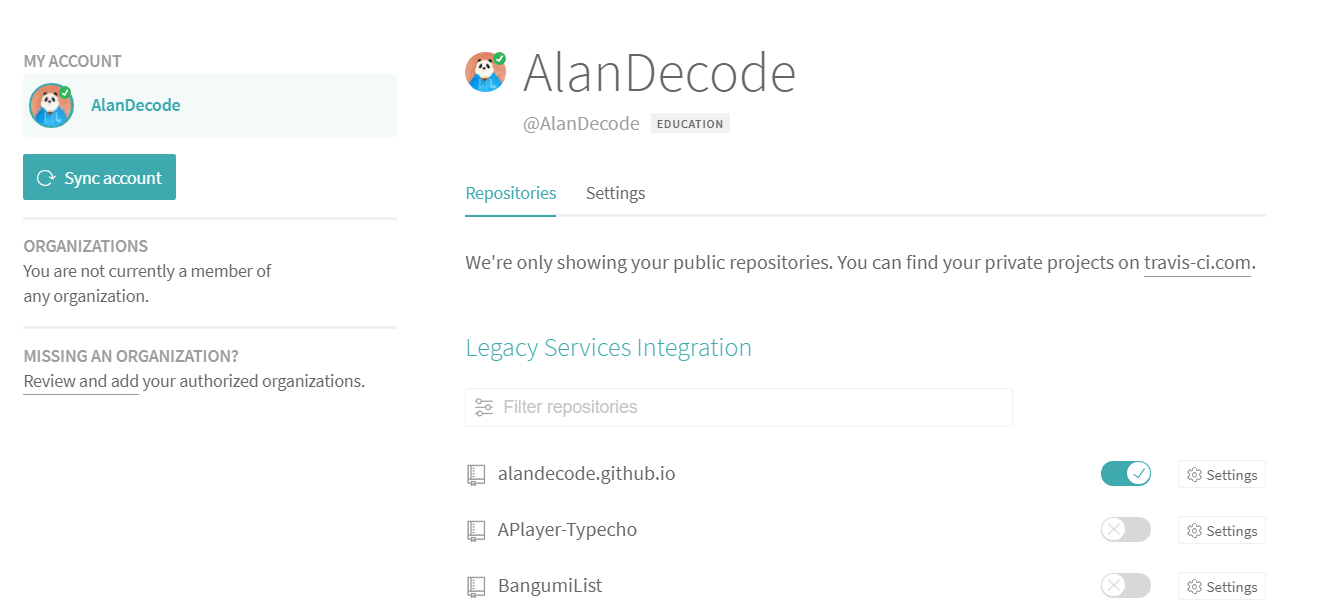 MY ACCOUNT
AlanDecode
Sync account
ORGANIZATIONS
You are not currently a member of
any organization.
MISSING AN ORGANIZATION?
Review and add your authorized organizations.
AlanDecode
@AlanDecode EDUCATION
Repositories Settings
We're only showing your public repositories. You can find your private projects on travis-ci.com.
Legacy Services Integration
Filter repositories
alandecode.github.io Settings
APlayer-Typecho Settings
BangumiList Settings